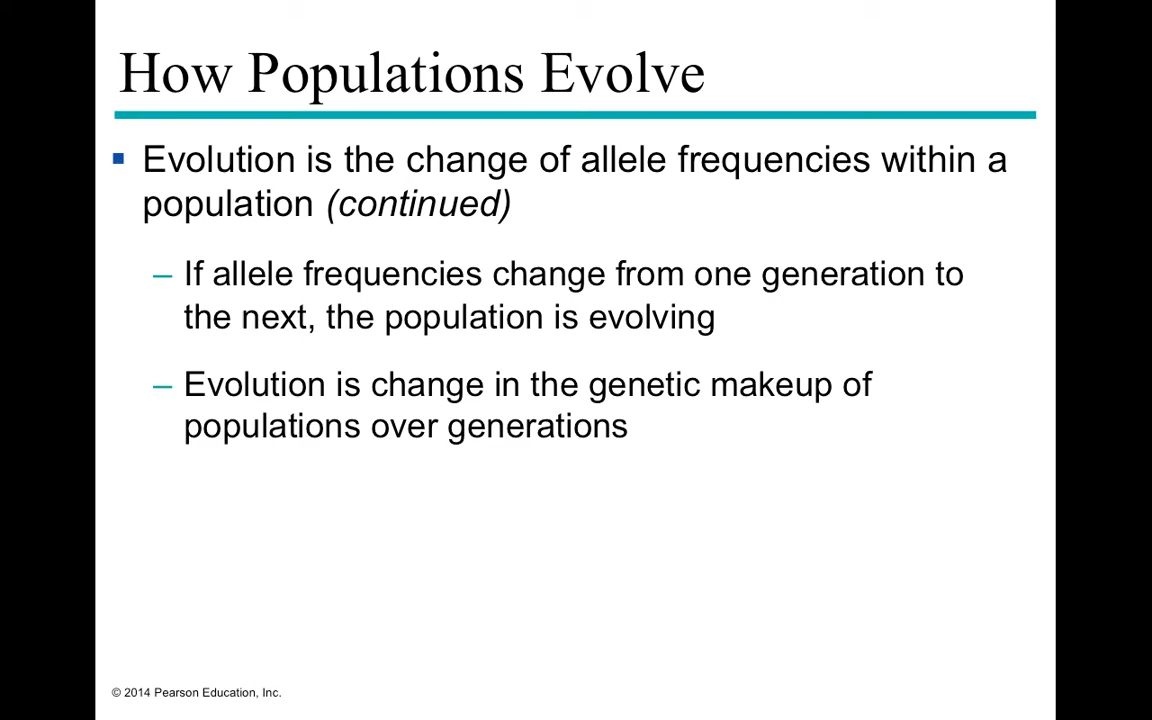 How Populations Evolve
▪ Evolution is the change of allele frequencies within a
population (continued)
– If allele frequencies change from one generation to
the next, the population is evolving
– Evolution is change in the genetic makeup of
populations over generations
© 2014 Pearson Education, Inc.